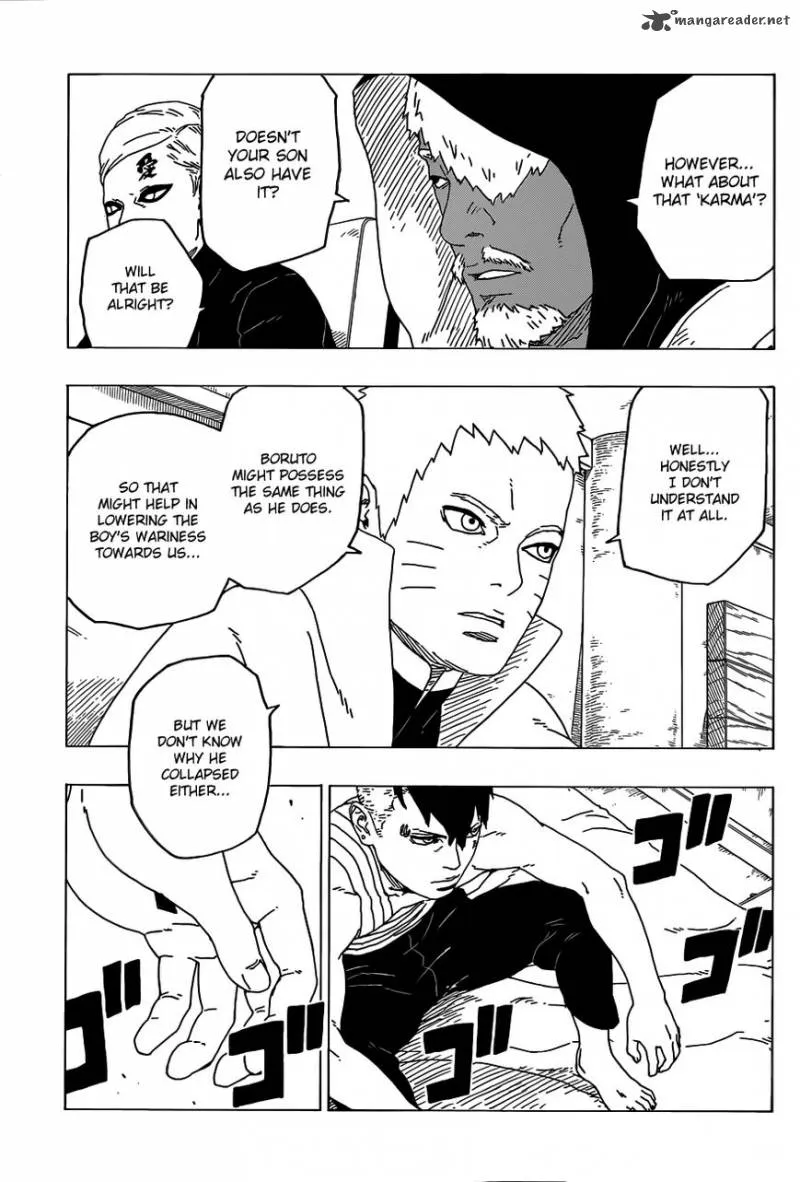 mangareader.net
HOWEVER...
WHAT ABOUT
THAT 'KARMA'?
DOESN'T
YOUR SON
ALSO HAVE
IT?
WILL
THAT BE
ALRIGHT?
愛
WELL...
HONESTLY
I DON'T
UNDERSTAND
IT AT ALL.
BORUTO
MIGHT POSSESS
THE SAME THING
AS HE DOES.
SO THAT
MIGHT HELP IN
LOWERING THE
BOY'S WARINESS
TOWARDS US...
BUT WE
DON'T KNOW
WHY HE
COLLAPSED
EITHER...
ゴ
ゴ
ゴ
ゴ
ゴ
ゴ